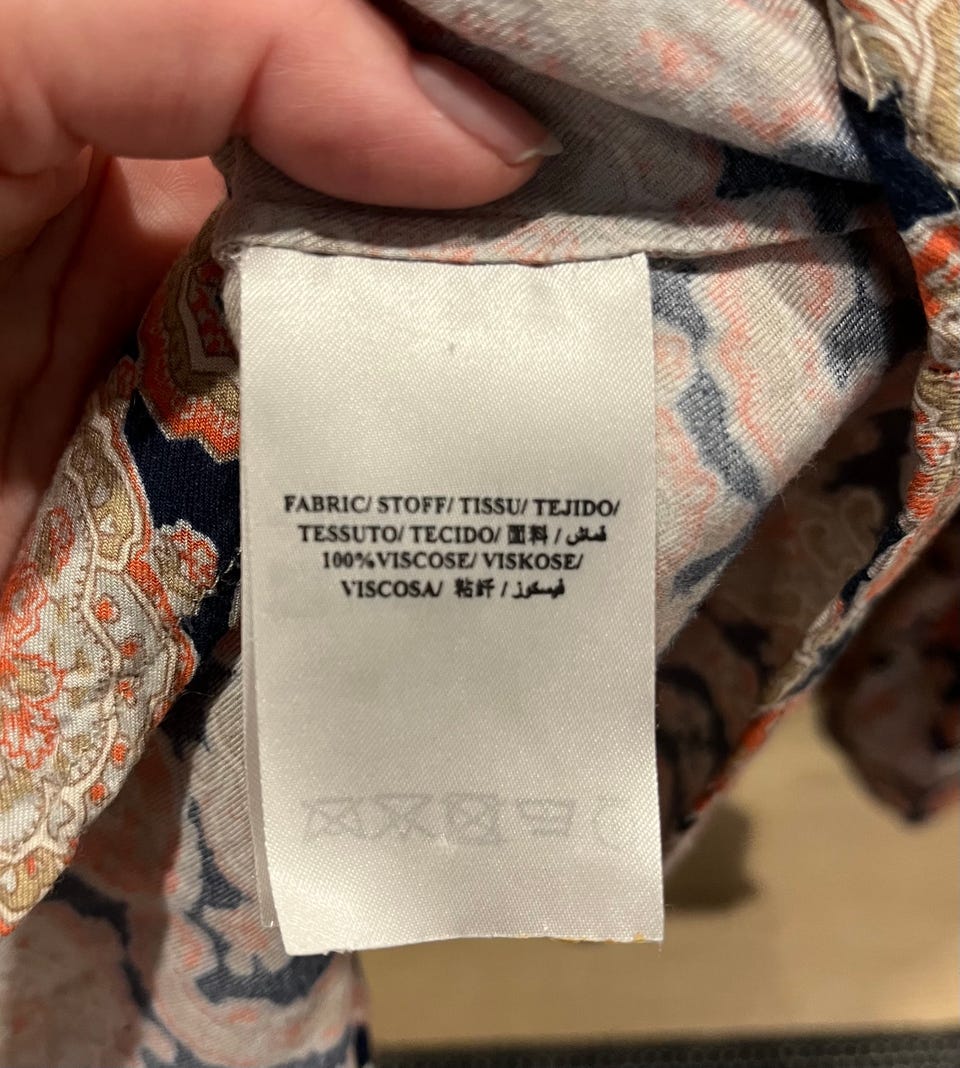 FABRIC/ STOFF/ TISSU/ TEJIDO/
TESSUTO/ TECIDO/ 面料 / قماش
100%VISCOSE/ VISKOSE/
VISCOSA/ 粘纤 / فيسكوز